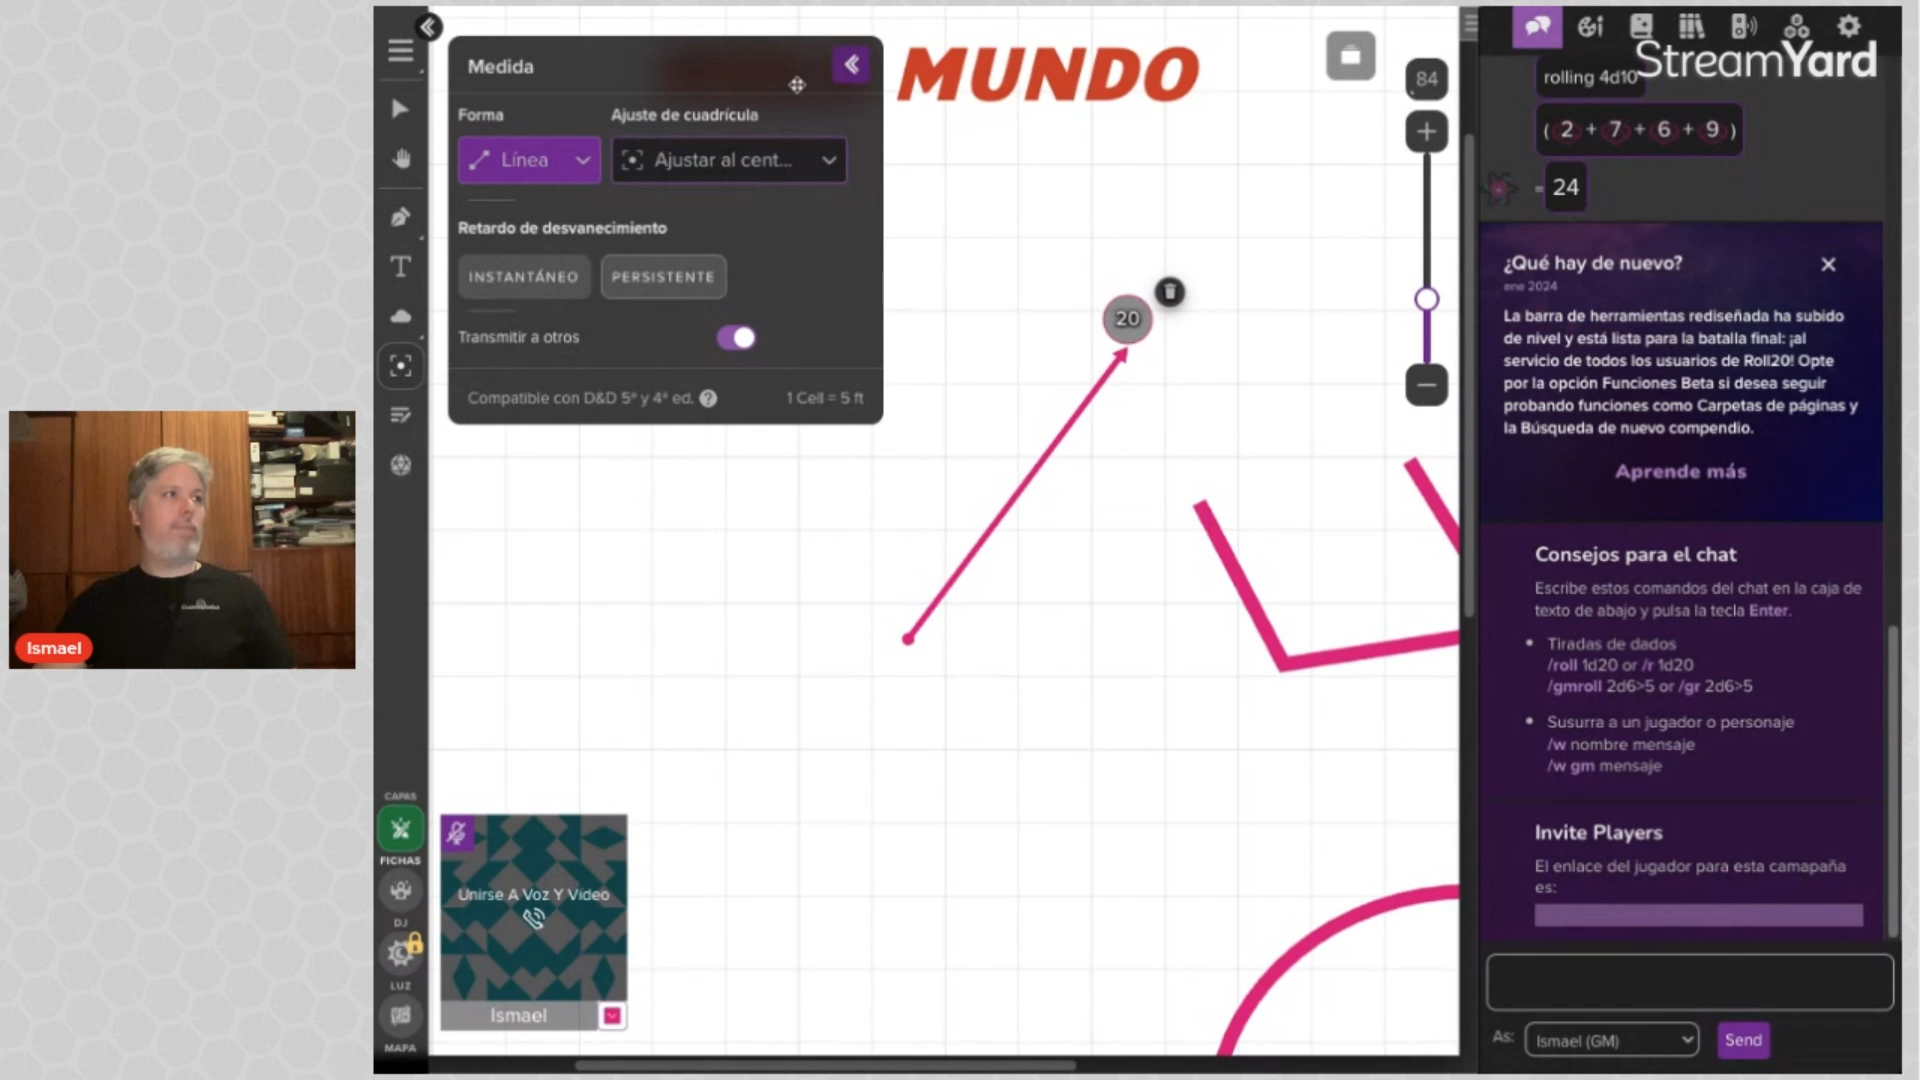 Medida
Forma
Ajuste de cuadrícula
Línea
Ajustar al cent...
Retardo de desvanecimiento
INSTANTÁNEO
PERSISTENTE
Transmitir a otros
Compatible con D&D 5ª y 4ª ed.
?
1 Cell = 5 ft
MUNDO
84
20
StreamYard
rolling 4d10
( 2 + 7 + 6 + 9 )
= 24
¿Qué hay de nuevo?
ene 2024
La barra de herramientas rediseñada ha subido
de nivel y está lista para la batalla final: ¡al
servicio de todos los usuarios de Roll20! Opte
por la opción Funciones Beta si desea seguir
probando funciones como Carpetas de páginas y
la Búsqueda de nuevo compendio.
Aprende más
Consejos para el chat
Escribe estos comandos del chat en la caja de
texto de abajo y pulsa la tecla Enter.
Tiradas de dados
/roll 1d20 or /r 1d20
/gmroll 2d6>5 or /gr 2d6>5
Susurra a un jugador o personaje
/w nombre mensaje
/w gm mensaje
Invite Players
El enlace del jugador para esta camapaña
es:
As:
Ismael (GM)
Send
Ismael
CAPAS
FICHAS
DJ
LUZ
MAPA
Unirse A Voz Y Vídeo
Ismael